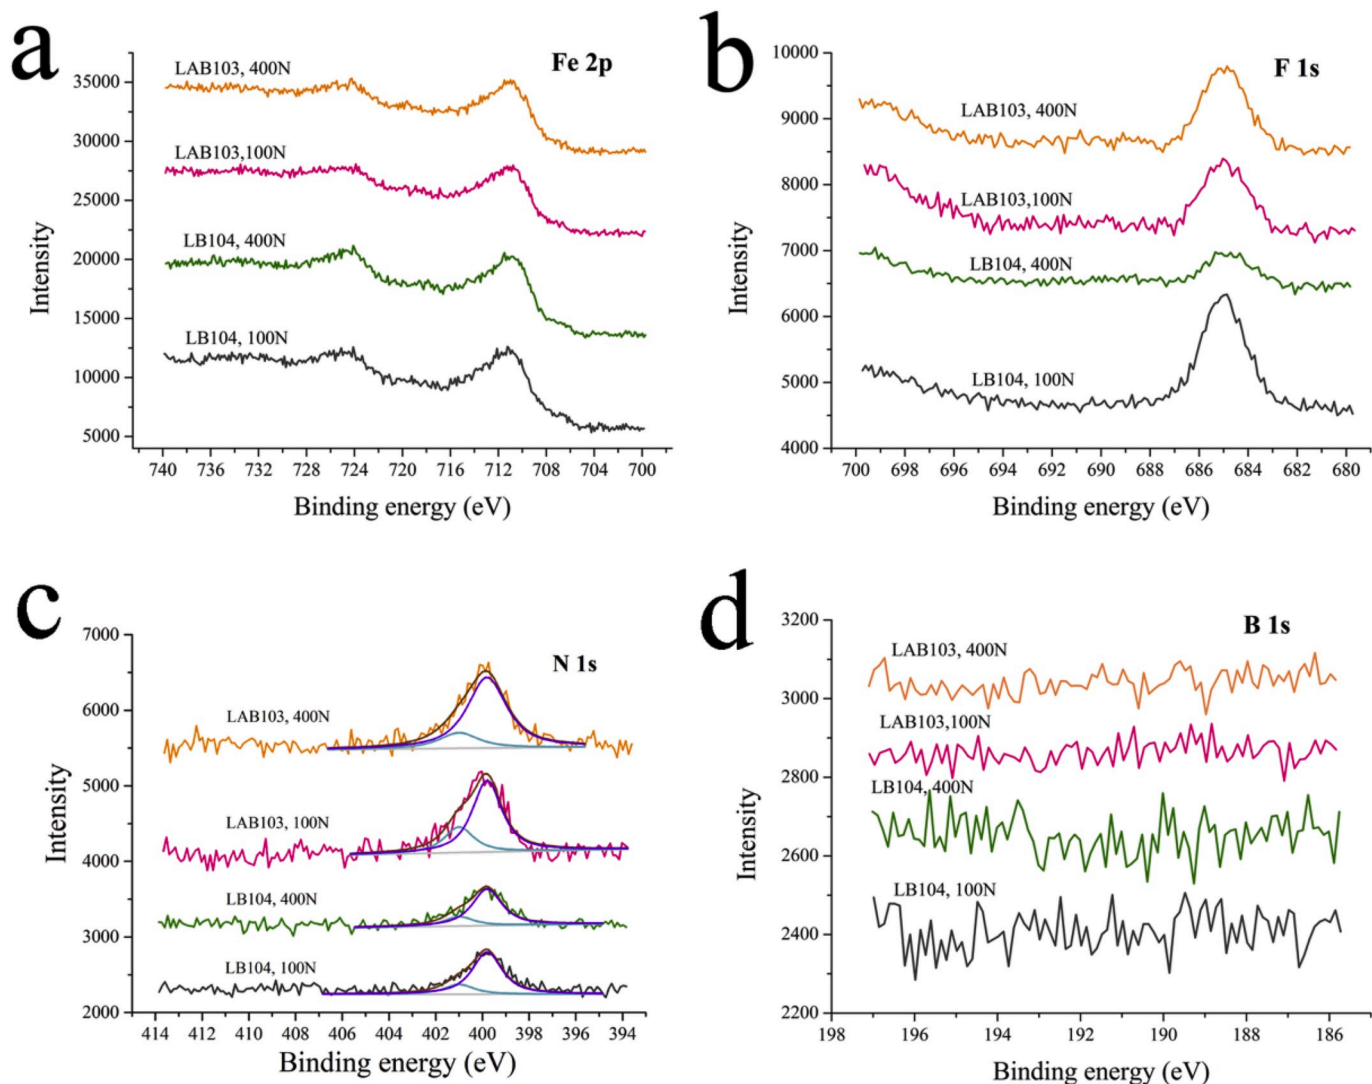 a
Fe 2p
LAB103, 400N
LAB103,100N
LB104, 400N
LB104, 100N
35000
30000
25000
20000
15000
10000
5000
740 736 732 728 724 720 716 712 708 704 700
Intensity
Binding energy (eV)
b
F 1s
LAB103, 400N
LAB103,100N
LB104, 400N
LB104, 100N
10000
9000
8000
7000
6000
5000
4000
700 698 696 694 692 690 688 686 684 682 680
Intensity
Binding energy (eV)
c
N 1s
LAB103, 400N
LAB103, 100N
LB104, 400N
LB104, 100N
7000
6000
5000
4000
3000
2000
414 412 410 408 406 404 402 400 398 396 394
Intensity
Binding energy (eV)
d
B 1s
LAB103, 400N
LAB103,100N
LB104, 400N
LB104, 100N
3200
3000
2800
2600
2400
2200
198 196 194 192 190 188 186
Intensity
Binding energy (eV)